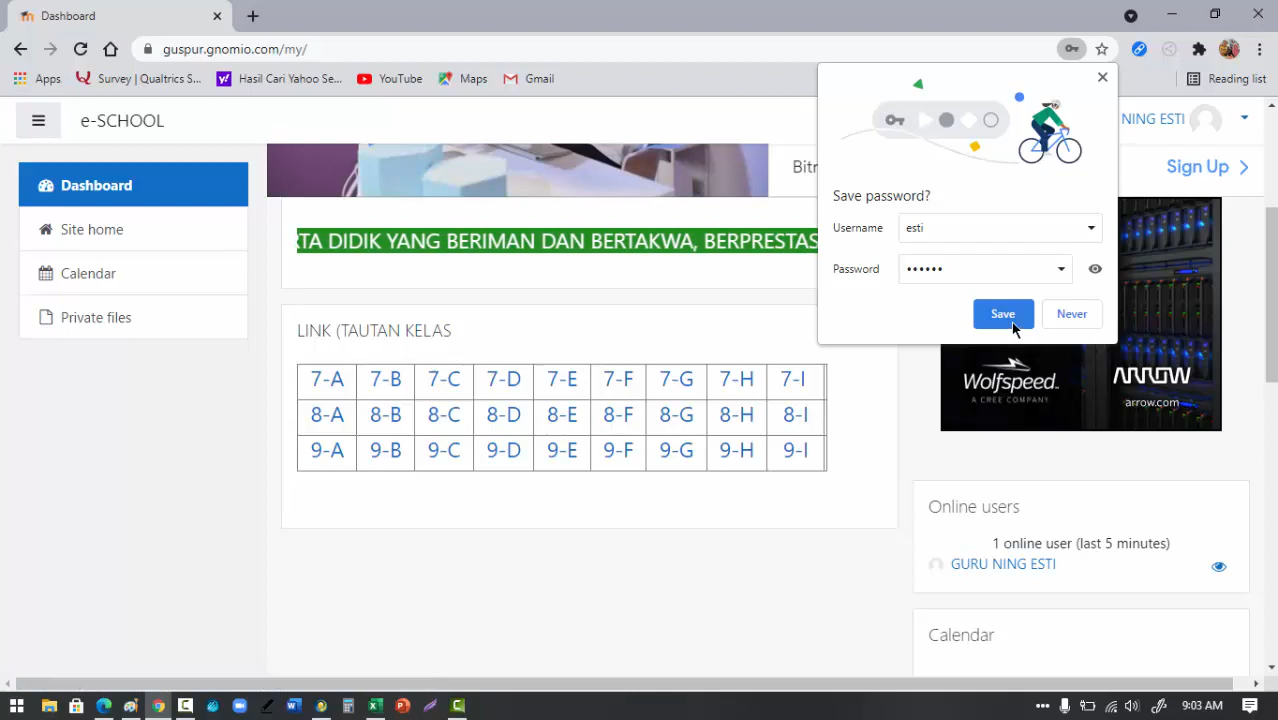 Dashboard
guspur.gnomio.com/my/
Apps
Survey | Qualtrics S...
Hasil Cari Yahoo Se...
YouTube
Maps
Gmail
Reading list
e-SCHOOL
NING ESTI
Dashboard
Site home
Calendar
Private files
Bitr
Sign Up
RTA DIDIK YANG BERIMAN DAN BERTAKWA, BERPRESTAS
LINK (TAUTAN KELAS
7-A 7-B 7-C 7-D 7-E 7-F 7-G 7-H 7-I
8-A 8-B 8-C 8-D 8-E 8-F 8-G 8-H 8-I
9-A 9-B 9-C 9-D 9-E 9-F 9-G 9-H 9-I
Save password?
Username
esti
Password
••••••
Save
Never
Wolfspeed.
A CREE COMPANY
ARROW
arrow.com
Online users
1 online user (last 5 minutes)
GURU NING ESTI
Calendar
9:03 AM